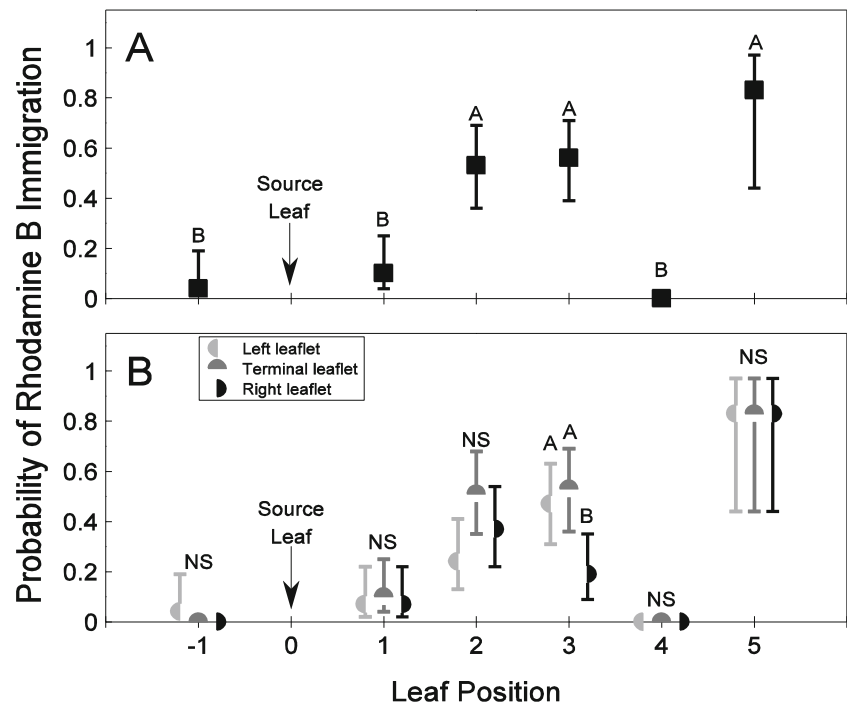 Probability of Rhodamine B Immigration
A
1
0.8
0.6
0.4
0.2
0
B
Source
Leaf
B
A
A
B
A
B
1
0.8
0.6
0.4
0.2
0
Left leaflet
Terminal leaflet
Right leaflet
NS
Source
Leaf
NS
NS
A
A
B
NS
NS
-1
0
1
2
3
4
5
Leaf Position